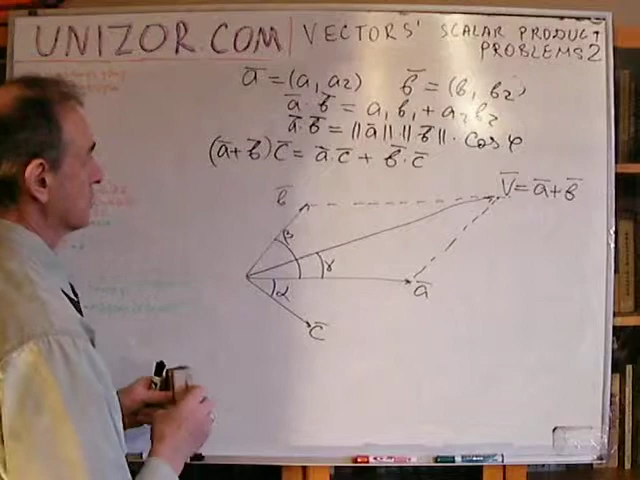 UNIZOR.COM | VECTORS' SCALAR PRODUCT
PROBLEMS 2
a̅ = (a₁, a₂) b̅ = (b₁, b₂)
a̅ · b̅ = a₁b₁ + a₂b₂
a̅ · b̅ = ||a̅|| · ||b̅|| · cos φ
(a̅+b̅)c̅ = a̅·c̅ + b̅·c̅
b̅
V̅ = a̅+b̅
β
γ
α
a̅
c̅